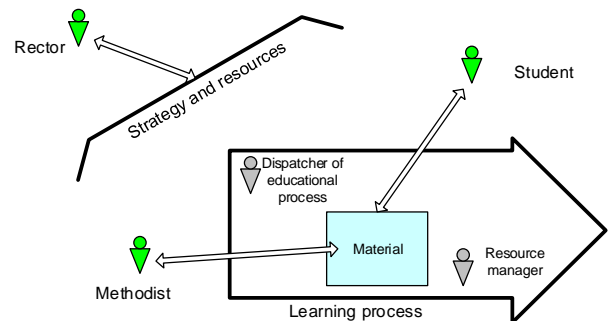 Rector
Strategy and resources
Student
Dispatcher of
educational
process
Material
Resource
manager
Methodist
Learning process